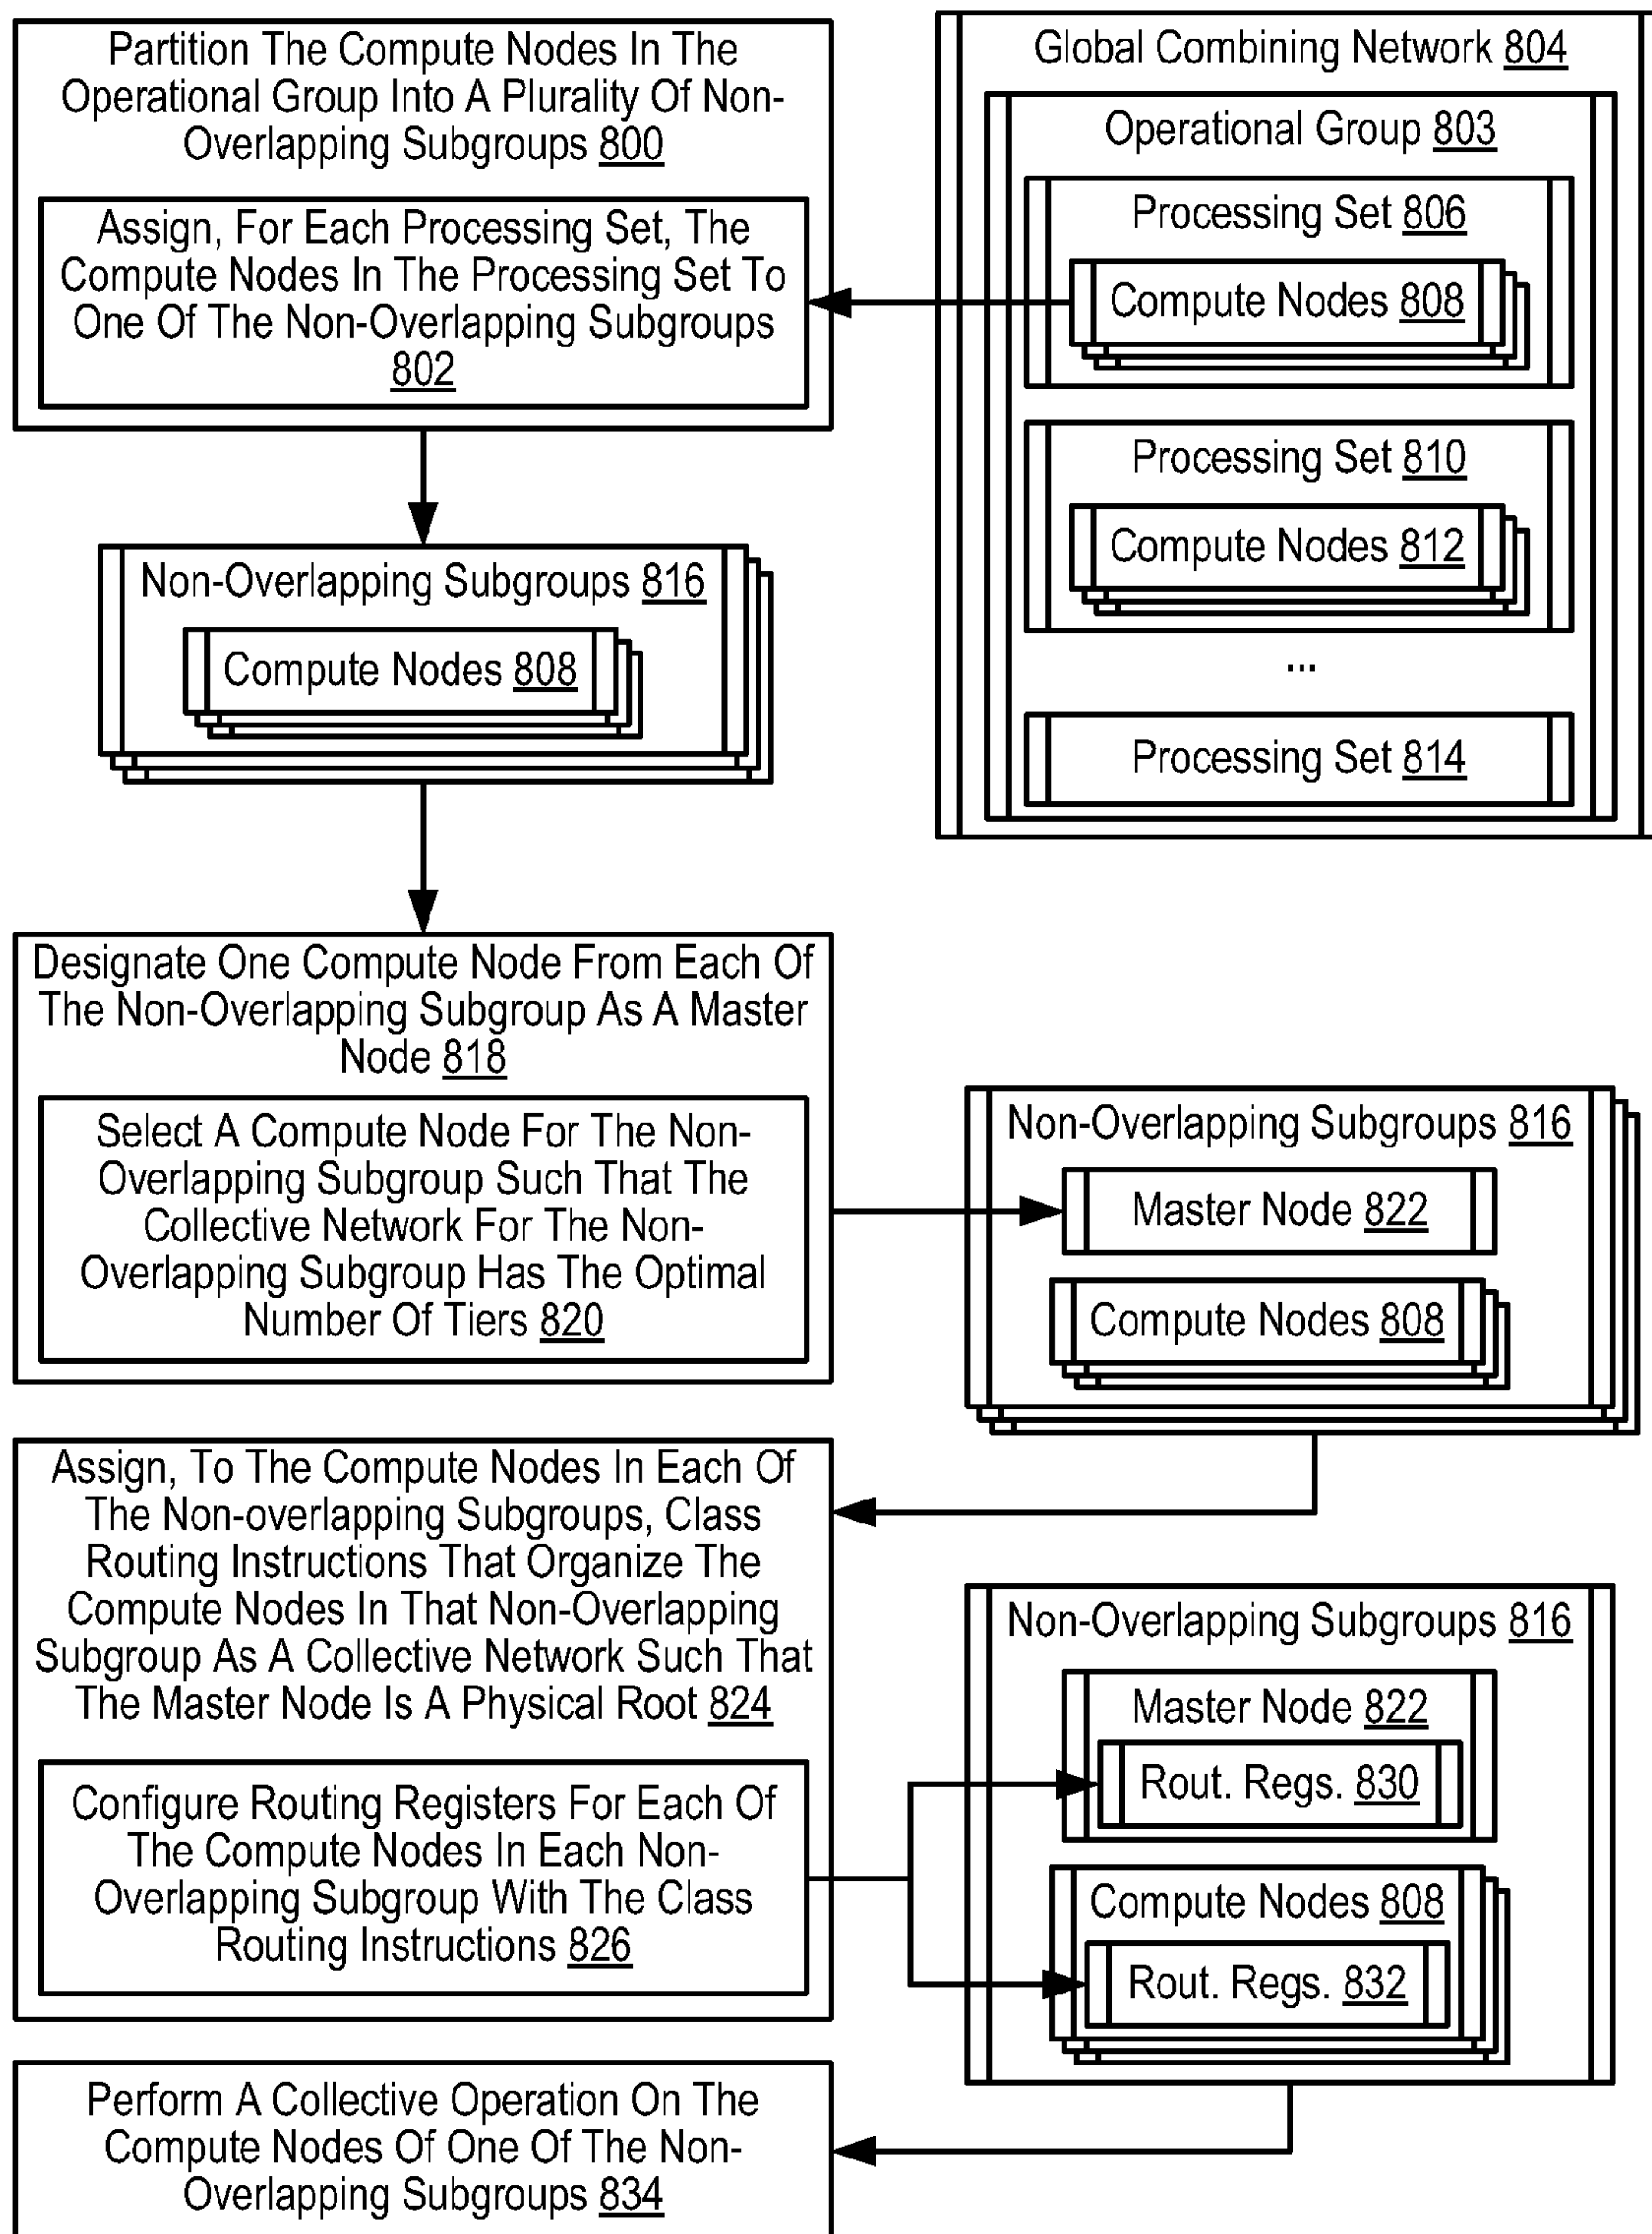 Partition The Compute Nodes In The
Operational Group Into A Plurality Of Non-
Overlapping Subgroups 800
Assign, For Each Processing Set, The
Compute Nodes In The Processing Set To
One Of The Non-Overlapping Subgroups
802
Global Combining Network 804
Operational Group 803
Processing Set 806
Compute Nodes 808
Processing Set 810
Compute Nodes 812
...
Processing Set 814
Non-Overlapping Subgroups 816
Compute Nodes 808
Designate One Compute Node From Each Of
The Non-Overlapping Subgroup As A Master
Node 818
Select A Compute Node For The Non-
Overlapping Subgroup Such That The
Collective Network For The Non-
Overlapping Subgroup Has The Optimal
Number Of Tiers 820
Non-Overlapping Subgroups 816
Master Node 822
Compute Nodes 808
Assign, To The Compute Nodes In Each Of
The Non-overlapping Subgroups, Class
Routing Instructions That Organize The
Compute Nodes In That Non-Overlapping
Subgroup As A Collective Network Such That
The Master Node Is A Physical Root 824
Configure Routing Registers For Each Of
The Compute Nodes In Each Non-
Overlapping Subgroup With The Class
Routing Instructions 826
Non-Overlapping Subgroups 816
Master Node 822
Rout. Regs. 830
Compute Nodes 808
Rout. Regs. 832
Perform A Collective Operation On The
Compute Nodes Of One Of The Non-
Overlapping Subgroups 834